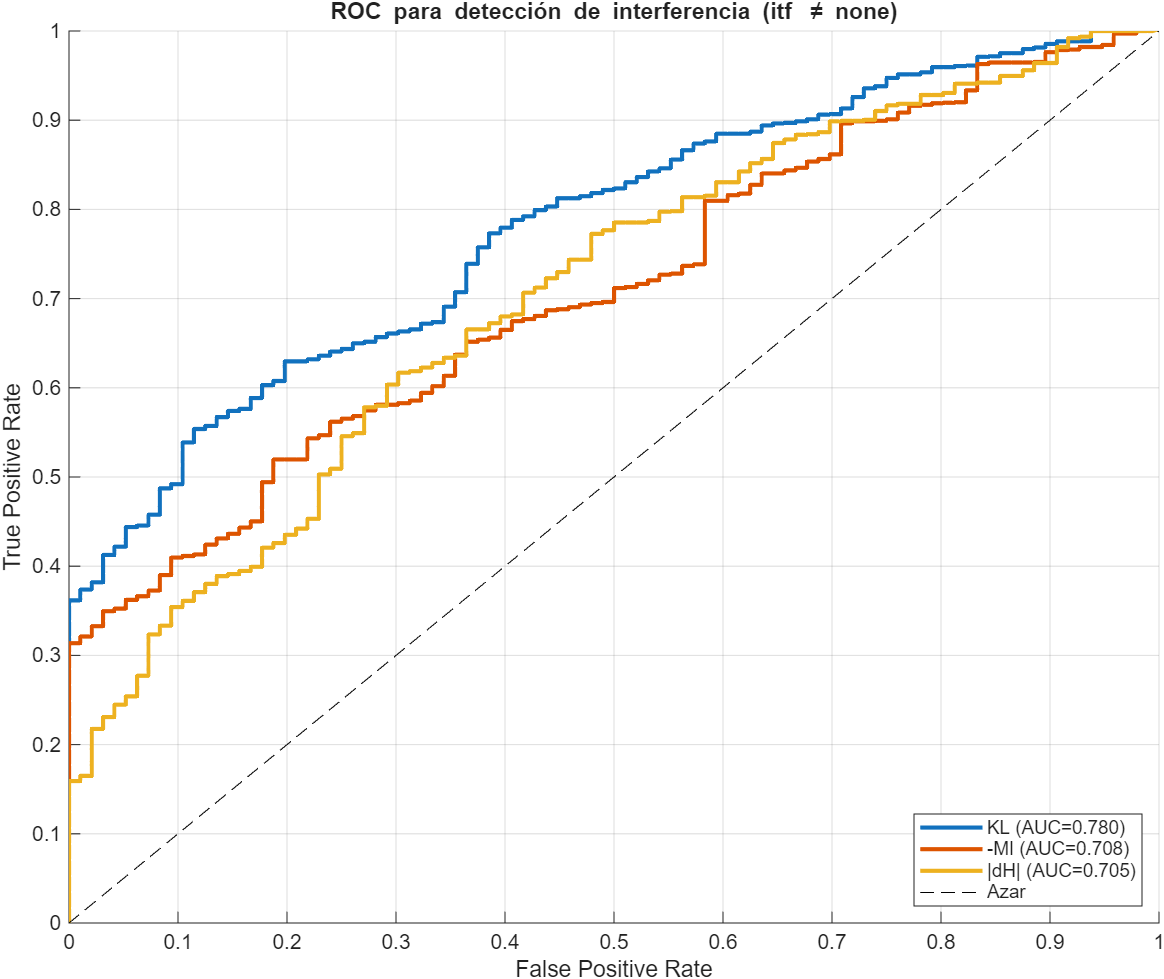 ROC para detección de interferencia (itf ≠ none)
True Positive Rate
1
0.9
0.8
0.7
0.6
0.5
0.4
0.3
0.2
0.1
0
KL (AUC=0.780)
-MI (AUC=0.708)
|dH| (AUC=0.705)
Azar
0 0.1 0.2 0.3 0.4 0.5 0.6 0.7 0.8 0.9 1
False Positive Rate